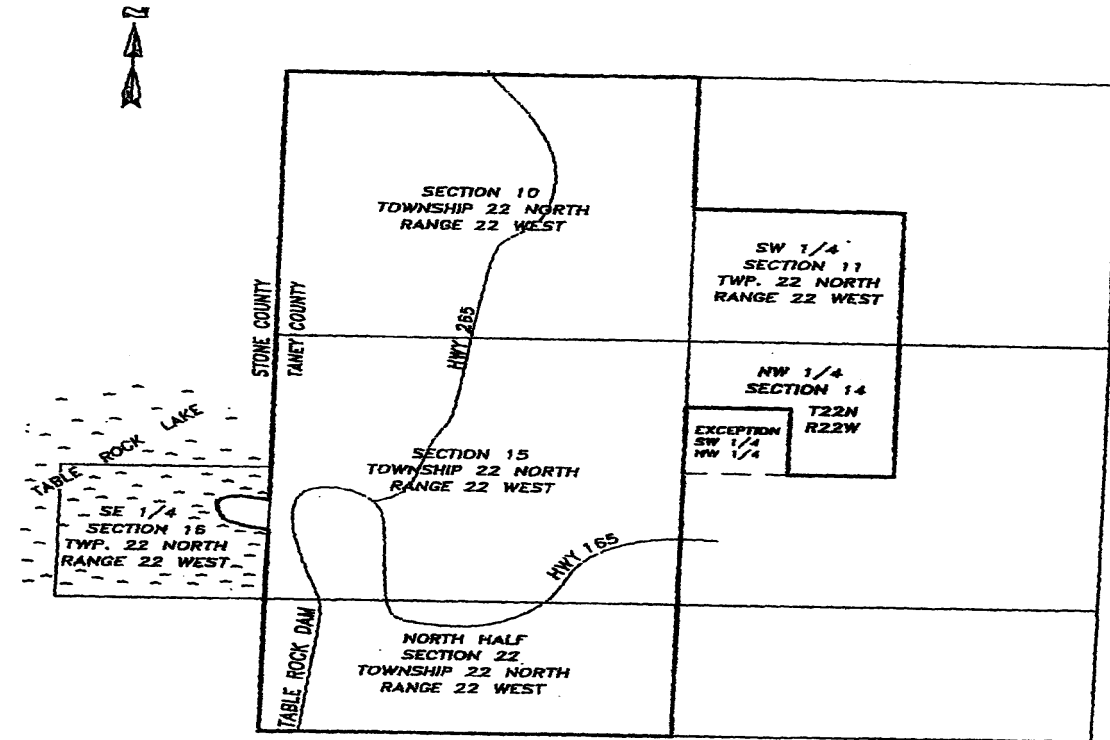 N
SECTION 10
TOWNSHIP 22 NORTH
RANGE 22 WEST
SW 1/4
SECTION 11
TWP. 22 NORTH
RANGE 22 WEST
STONE COUNTY
TANEY COUNTY
HWY 265
NW 1/4
SECTION 14
T22N
R22W
EXCEPTION
SW 1/4
NW 1/4
TABLE ROCK LAKE
SECTION 15
TOWNSHIP 22 NORTH
RANGE 22 WEST
SE 1/4
SECTION 16
TWP. 22 NORTH
RANGE 22 WEST
HWY 165
TABLE ROCK DAM
NORTH HALF
SECTION 22
TOWNSHIP 22 NORTH
RANGE 22 WEST